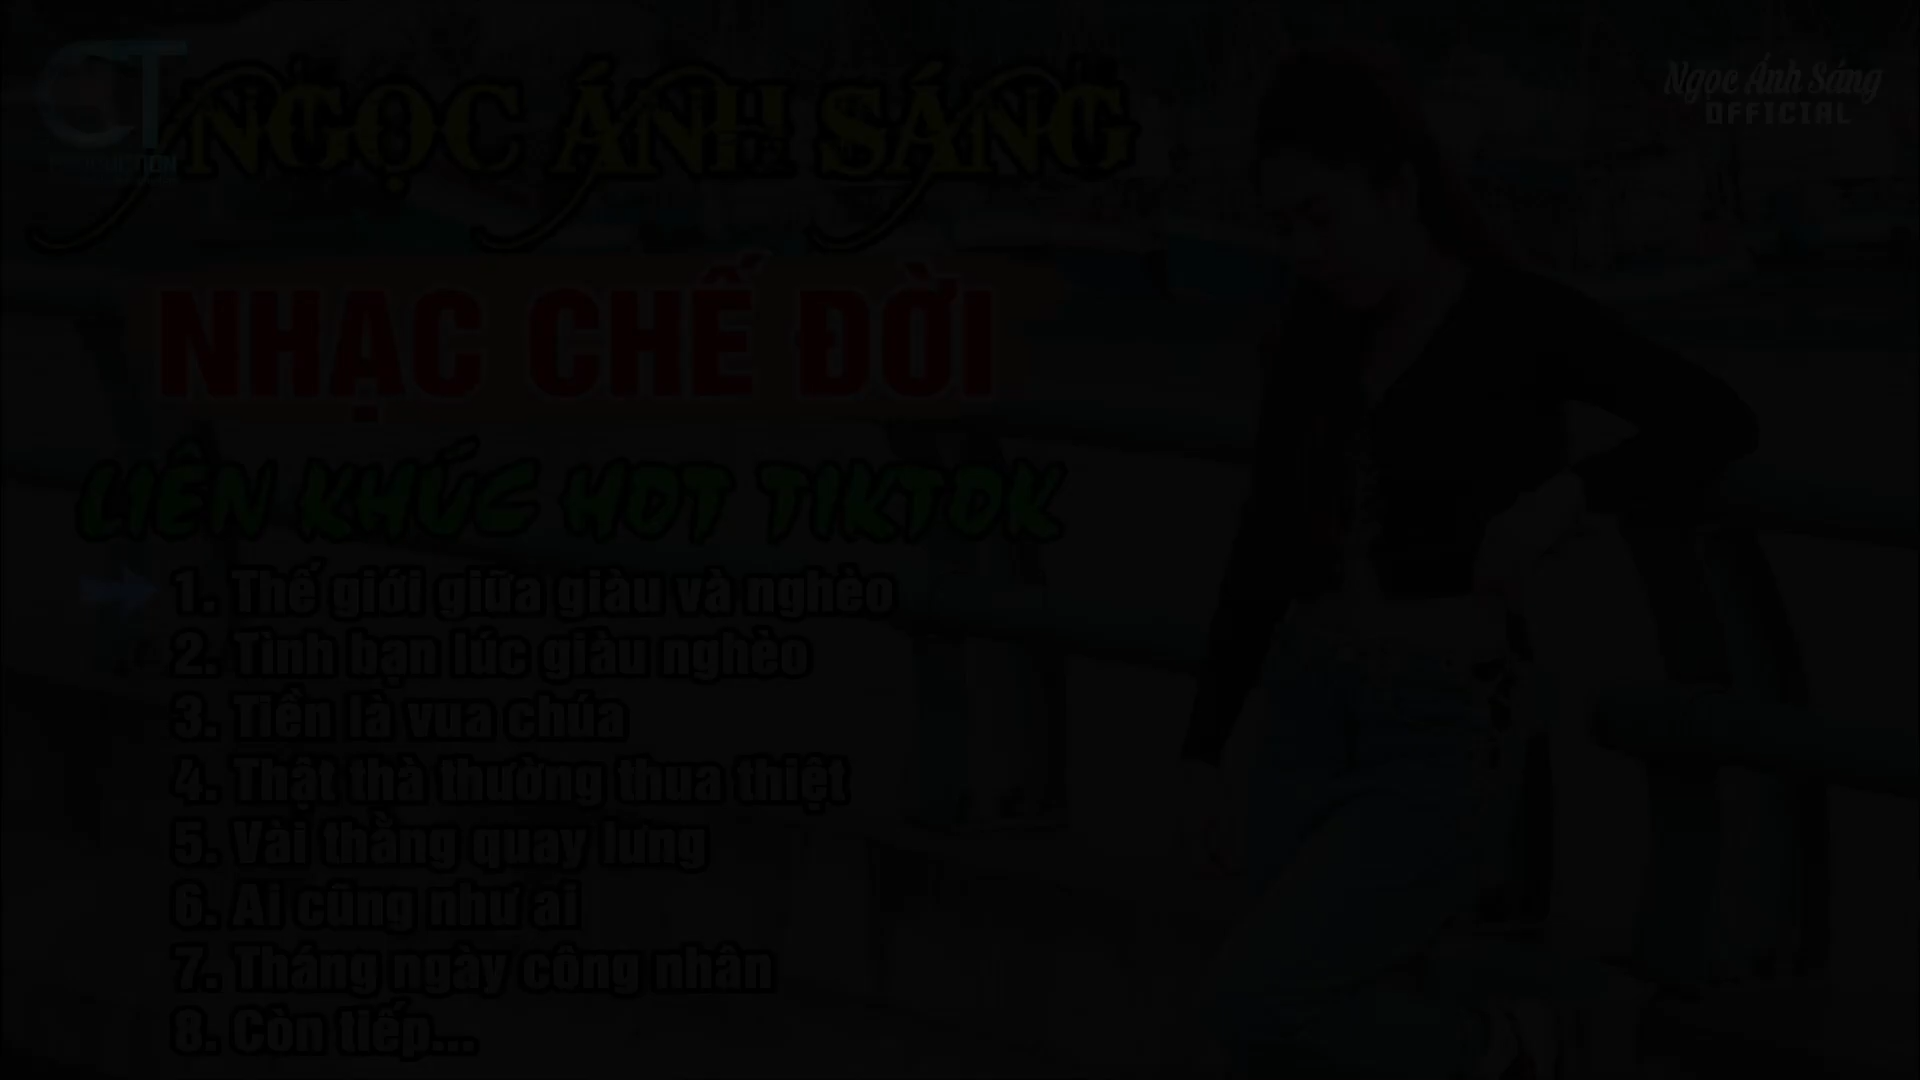 CT
PRODUCTION
NGỌC ÁNH SÁNG
Ngọc Ánh Sáng
OFFICIAL
NHẠC CHẾ ĐỜI
LIÊN KHÚC HOT TIKTOK
1. Thế giới giữa giàu và nghèo
2. Tình bạn lúc giàu nghèo
3. Tiền là vua chúa
4. Thật thà thường thua thiệt
5. Vài thằng quay lưng
6. Ai cũng như ai
7. Tháng ngày công nhân
8. Còn tiếp...